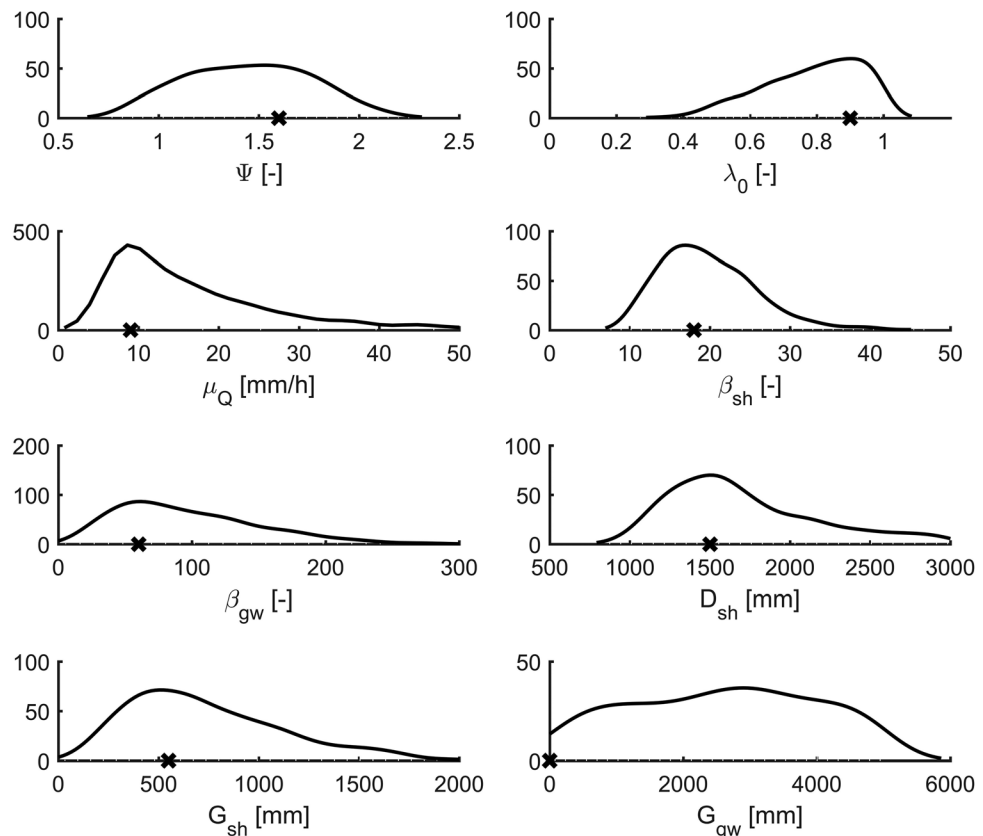 100
50
0
0.5 1 1.5 2 2.5
Ψ [-]
100
50
0
0 0.2 0.4 0.6 0.8 1
λ0 [-]
500
0
0 10 20 30 40 50
μQ [mm/h]
100
50
0
0 10 20 30 40 50
βsh [-]
200
100
0
0 100 200 300
βgw [-]
100
50
0
500 1000 1500 2000 2500 3000
Dsh [mm]
100
50
0
0 500 1000 1500 2000
Gsh [mm]
50
0
0 2000 4000 6000
Ggw [mm]